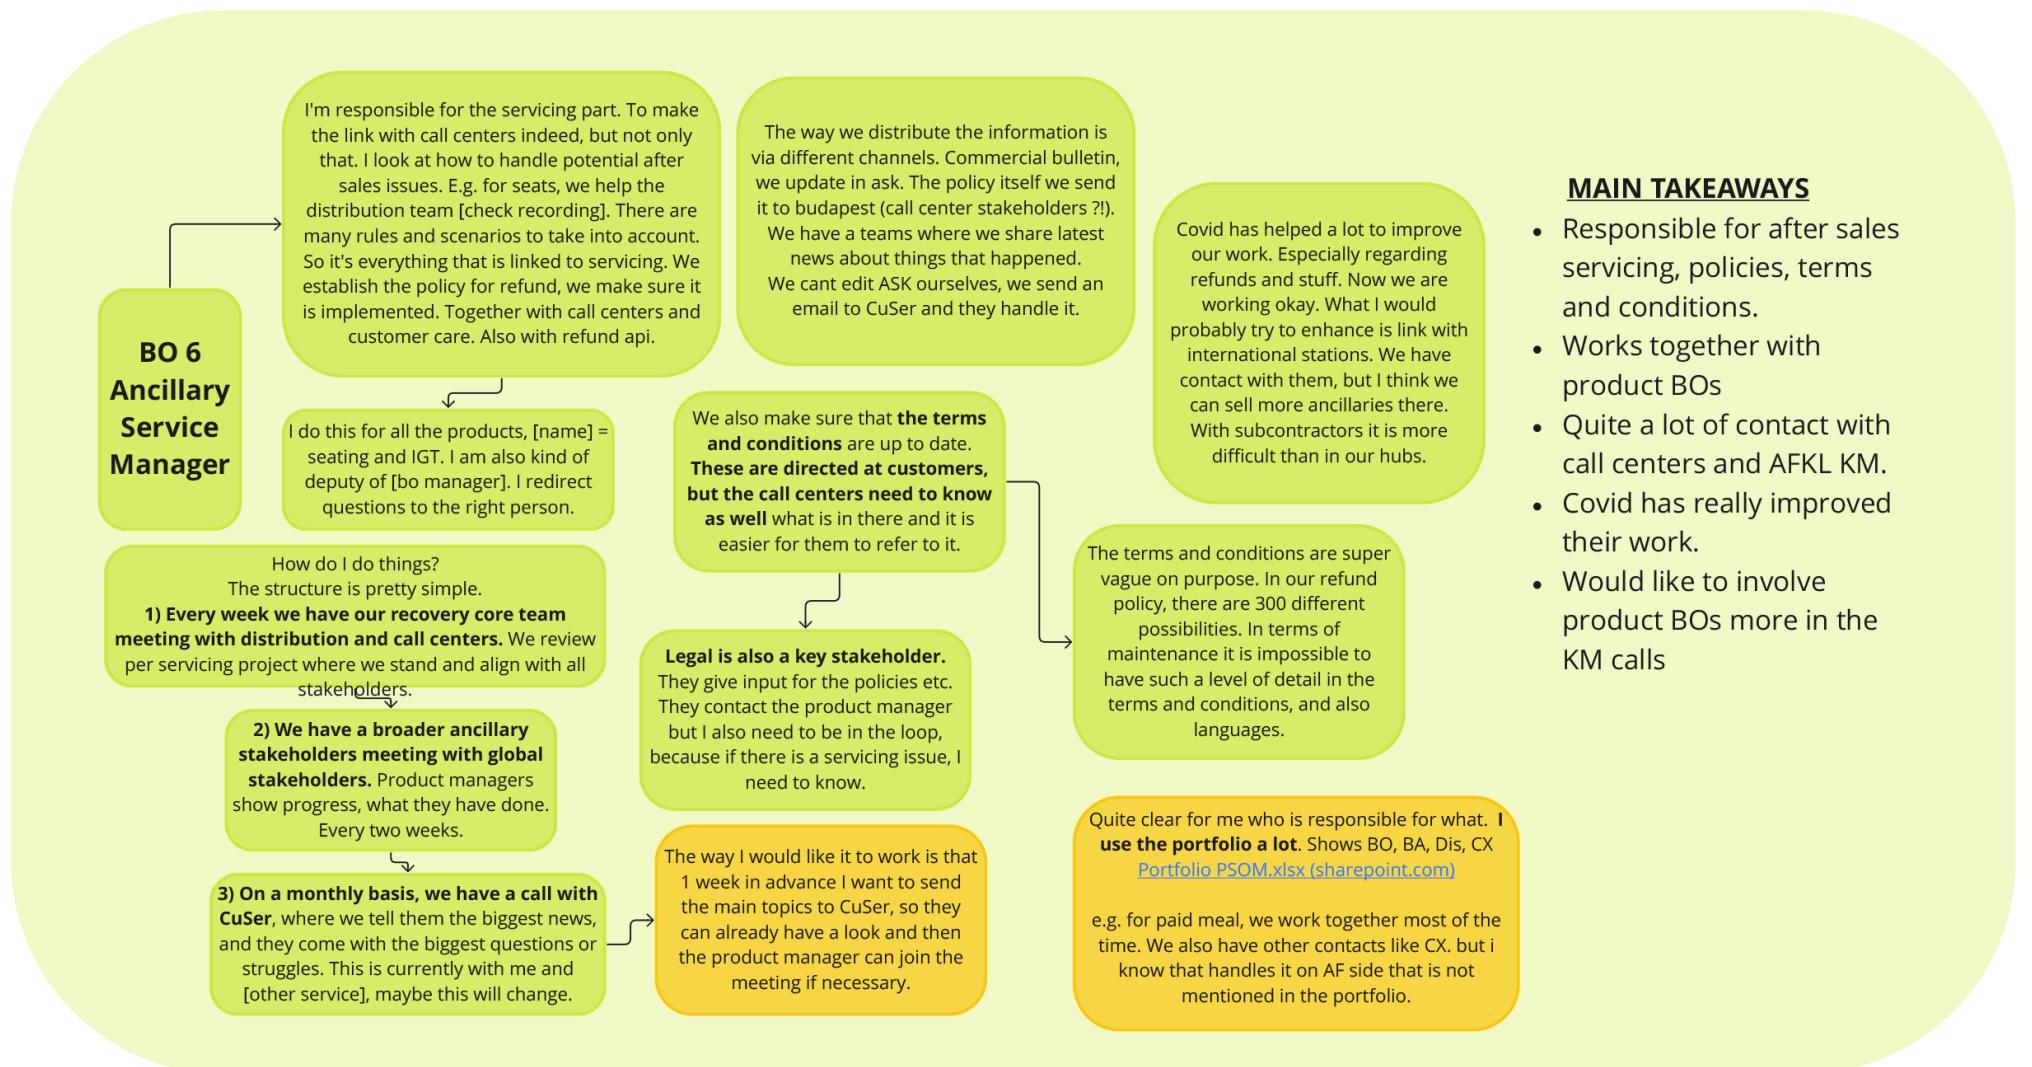 BO 6
Ancillary
Service
Manager
I'm responsible for the servicing part. To make
the link with call centers indeed, but not only
that. I look at how to handle potential after
sales issues. E.g. for seats, we help the
distribution team [check recording]. There are
many rules and scenarios to take into account.
So it's everything that is linked to servicing. We
establish the policy for refund, we make sure it
is implemented. Together with call centers and
customer care. Also with refund api.
I do this for all the products, [name] =
seating and IGT. I am also kind of
deputy of [bo manager]. I redirect
questions to the right person.
How do I do things?
The structure is pretty simple.
1) Every week we have our recovery core team
meeting with distribution and call centers. We review
per servicing project where we stand and align with all
stakeholders.
2) We have a broader ancillary
stakeholders meeting with global
stakeholders. Product managers
show progress, what they have done.
Every two weeks.
3) On a monthly basis, we have a call with
CuSer, where we tell them the biggest news,
and they come with the biggest questions or
struggles. This is currently with me and
[other service], maybe this will change.
The way we distribute the information is
via different channels. Commercial bulletin,
we update in ask. The policy itself we send
it to budapest (call center stakeholders ?!).
We have a teams where we share latest
news about things that happened.
We cant edit ASK ourselves, we send an
email to CuSer and they handle it.
We also make sure that the terms
and conditions are up to date.
These are directed at customers,
but the call centers need to know
as well what is in there and it is
easier for them to refer to it.
Legal is also a key stakeholder.
They give input for the policies etc.
They contact the product manager
but I also need to be in the loop,
because if there is a servicing issue, I
need to know.
The way I would like it to work is that
1 week in advance I want to send
the main topics to CuSer, so they
can already have a look and then
the product manager can join the
meeting if necessary.
Covid has helped a lot to improve
our work. Especially regarding
refunds and stuff. Now we are
working okay. What I would
probably try to enhance is link with
international stations. We have
contact with them, but I think we
can sell more ancillaries there.
With subcontractors it is more
difficult than in our hubs.
The terms and conditions are super
vague on purpose. In our refund
policy, there are 300 different
possibilities. In terms of
maintenance it is impossible to
have such a level of detail in the
terms and conditions, and also
languages.
Quite clear for me who is responsible for what. I
use the portfolio a lot. Shows BO, BA, Dis, CX
Portfolio PSOM.xlsx (sharepoint.com)
e.g. for paid meal, we work together most of the
time. We also have other contacts like CX. but i
know that handles it on AF side that is not
mentioned in the portfolio.
MAIN TAKEAWAYS
• Responsible for after sales
servicing, policies, terms
and conditions.
• Works together with
product BOs
• Quite a lot of contact with
call centers and AFKL KM.
• Covid has really improved
their work.
• Would like to involve
product BOs more in the
KM calls